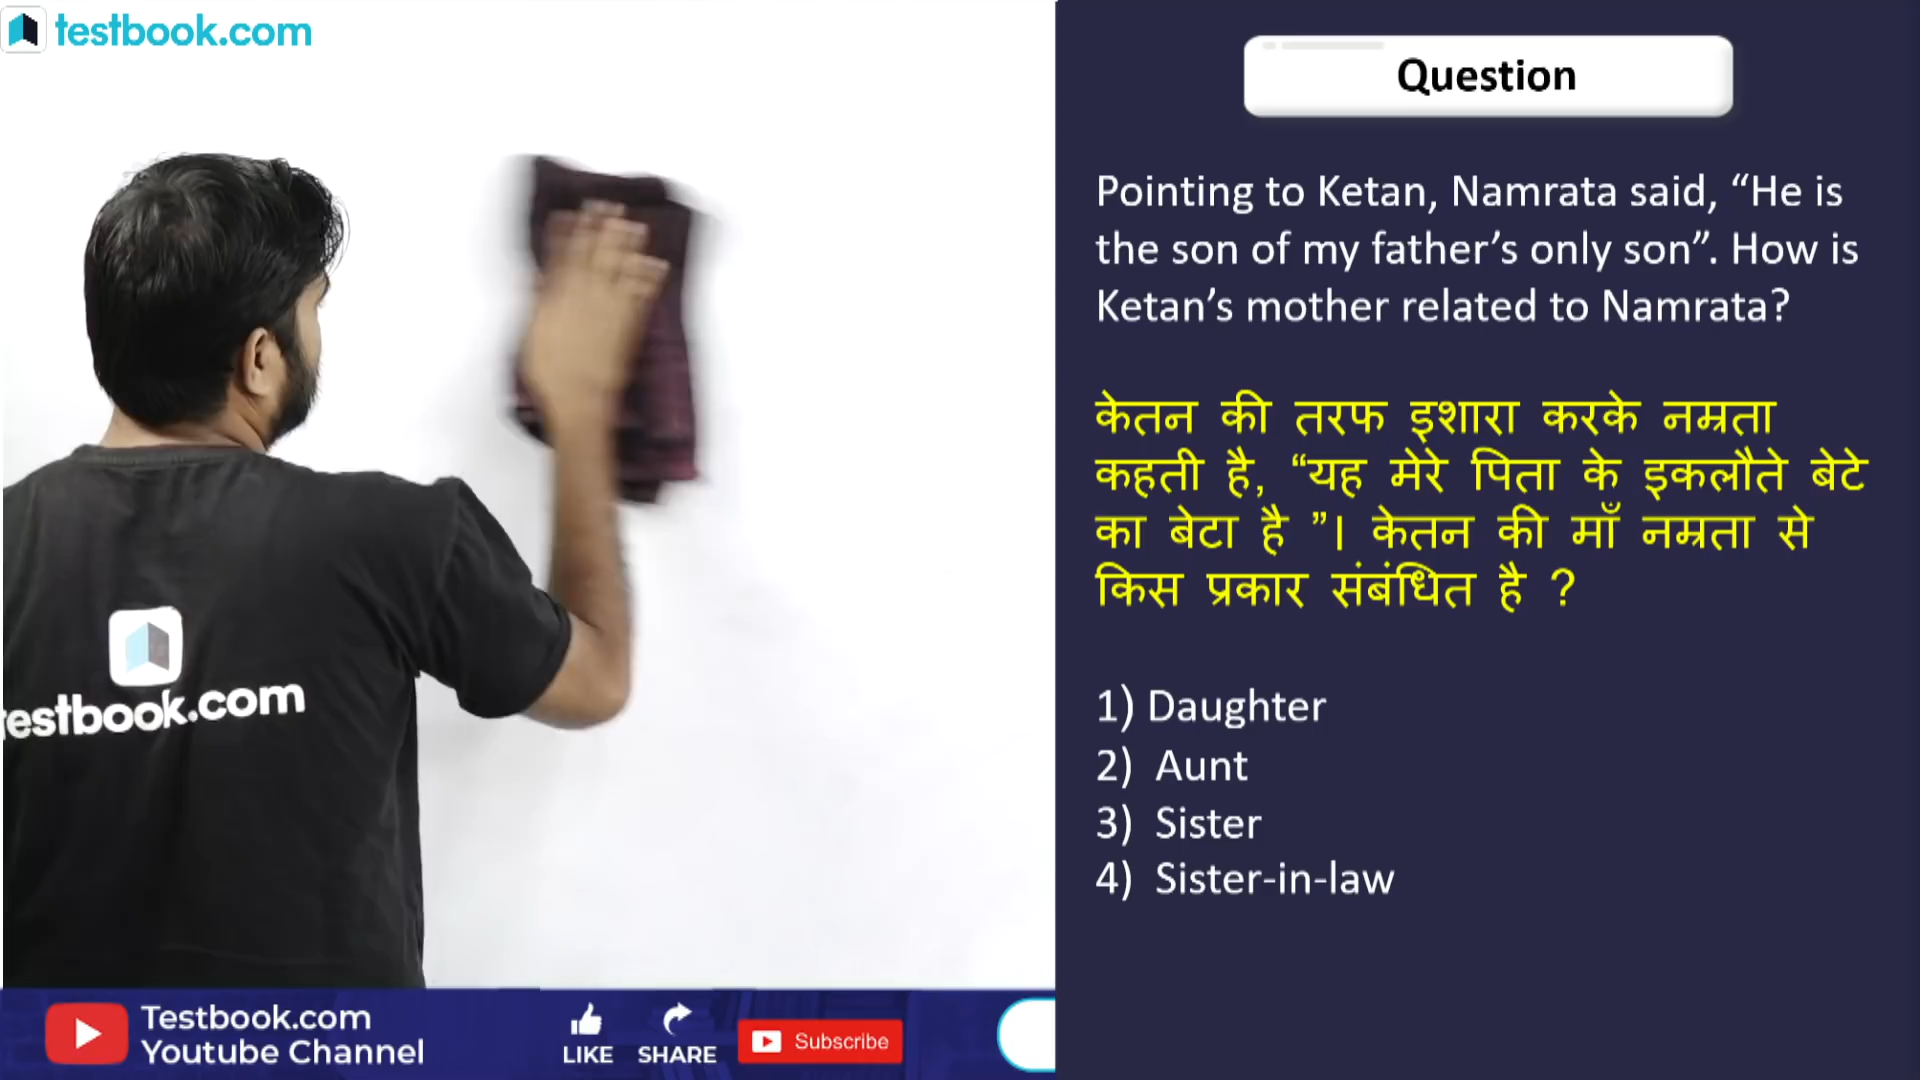 testbook.com
Question
Pointing to Ketan, Namrata said, “He is
the son of my father’s only son”. How is
Ketan’s mother related to Namrata?
केतन की तरफ इशारा करके नम्रता
कहती है, “यह मेरे पिता के इकलौते बेटे
का बेटा है ”। केतन की माँ नम्रता से
किस प्रकार संबंधित है ?
1) Daughter
2) Aunt
3) Sister
4) Sister-in-law
testbook.com
Testbook.com
Youtube Channel
LIKE
SHARE
Subscribe